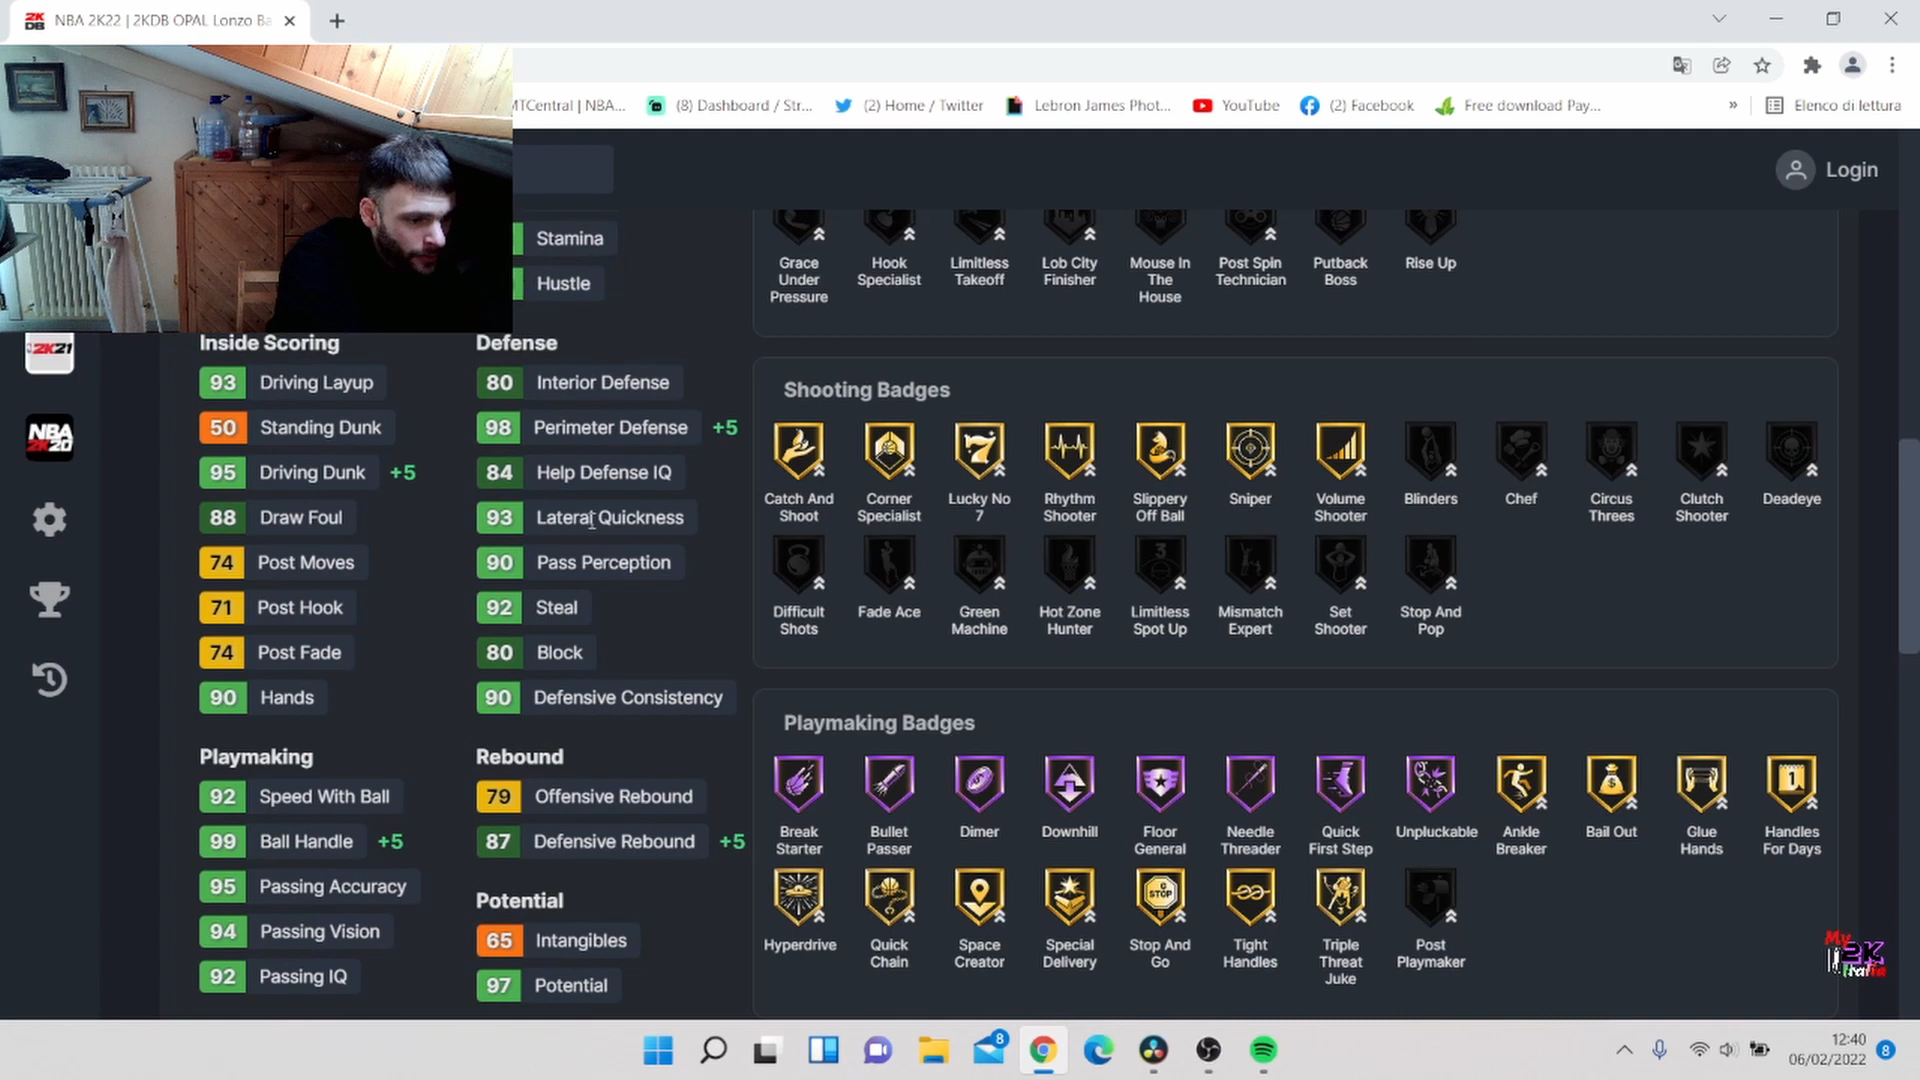 2K DB NBA 2K22 | 2KDB OPAL Lonzo Ba
MTCentral | NBA...
(8) Dashboard / Str...
(2) Home / Twitter
Lebron James Phot...
YouTube
(2) Facebook
Free download Pay...
»
Elenco di lettura
Login
Stamina
Hustle
2K21
NBA
2K20
Inside Scoring
93 Driving Layup
50 Standing Dunk
95 Driving Dunk +5
88 Draw Foul
74 Post Moves
71 Post Hook
74 Post Fade
90 Hands
Playmaking
92 Speed With Ball
99 Ball Handle +5
95 Passing Accuracy
94 Passing Vision
92 Passing IQ
Defense
80 Interior Defense
98 Perimeter Defense +5
84 Help Defense IQ
93 Lateral Quickness
90 Pass Perception
92 Steal
80 Block
90 Defensive Consistency
Rebound
79 Offensive Rebound
87 Defensive Rebound +5
Potential
65 Intangibles
97 Potential
Grace Under Pressure
Hook Specialist
Limitless Takeoff
Lob City Finisher
Mouse In The House
Post Spin Technician
Putback Boss
Rise Up
Shooting Badges
Catch And Shoot
Corner Specialist
Lucky No 7
Rhythm Shooter
Slippery Off Ball
Sniper
Volume Shooter
Blinders
Chef
Circus Threes
Clutch Shooter
Deadeye
Difficult Shots
Fade Ace
Green Machine
Hot Zone Hunter
Limitless Spot Up
Mismatch Expert
Set Shooter
Stop And Pop
Playmaking Badges
Break Starter
Bullet Passer
Dimer
Downhill
Floor General
Needle Threader
Quick First Step
Unpluckable
Ankle Breaker
Bail Out
Glue Hands
Handles For Days
Hyperdrive
Quick Chain
Space Creator
Special Delivery
Stop And Go
Tight Handles
Triple Threat Juke
Post Playmaker
My
2K
Italia
8
12:40
06/02/2022
8